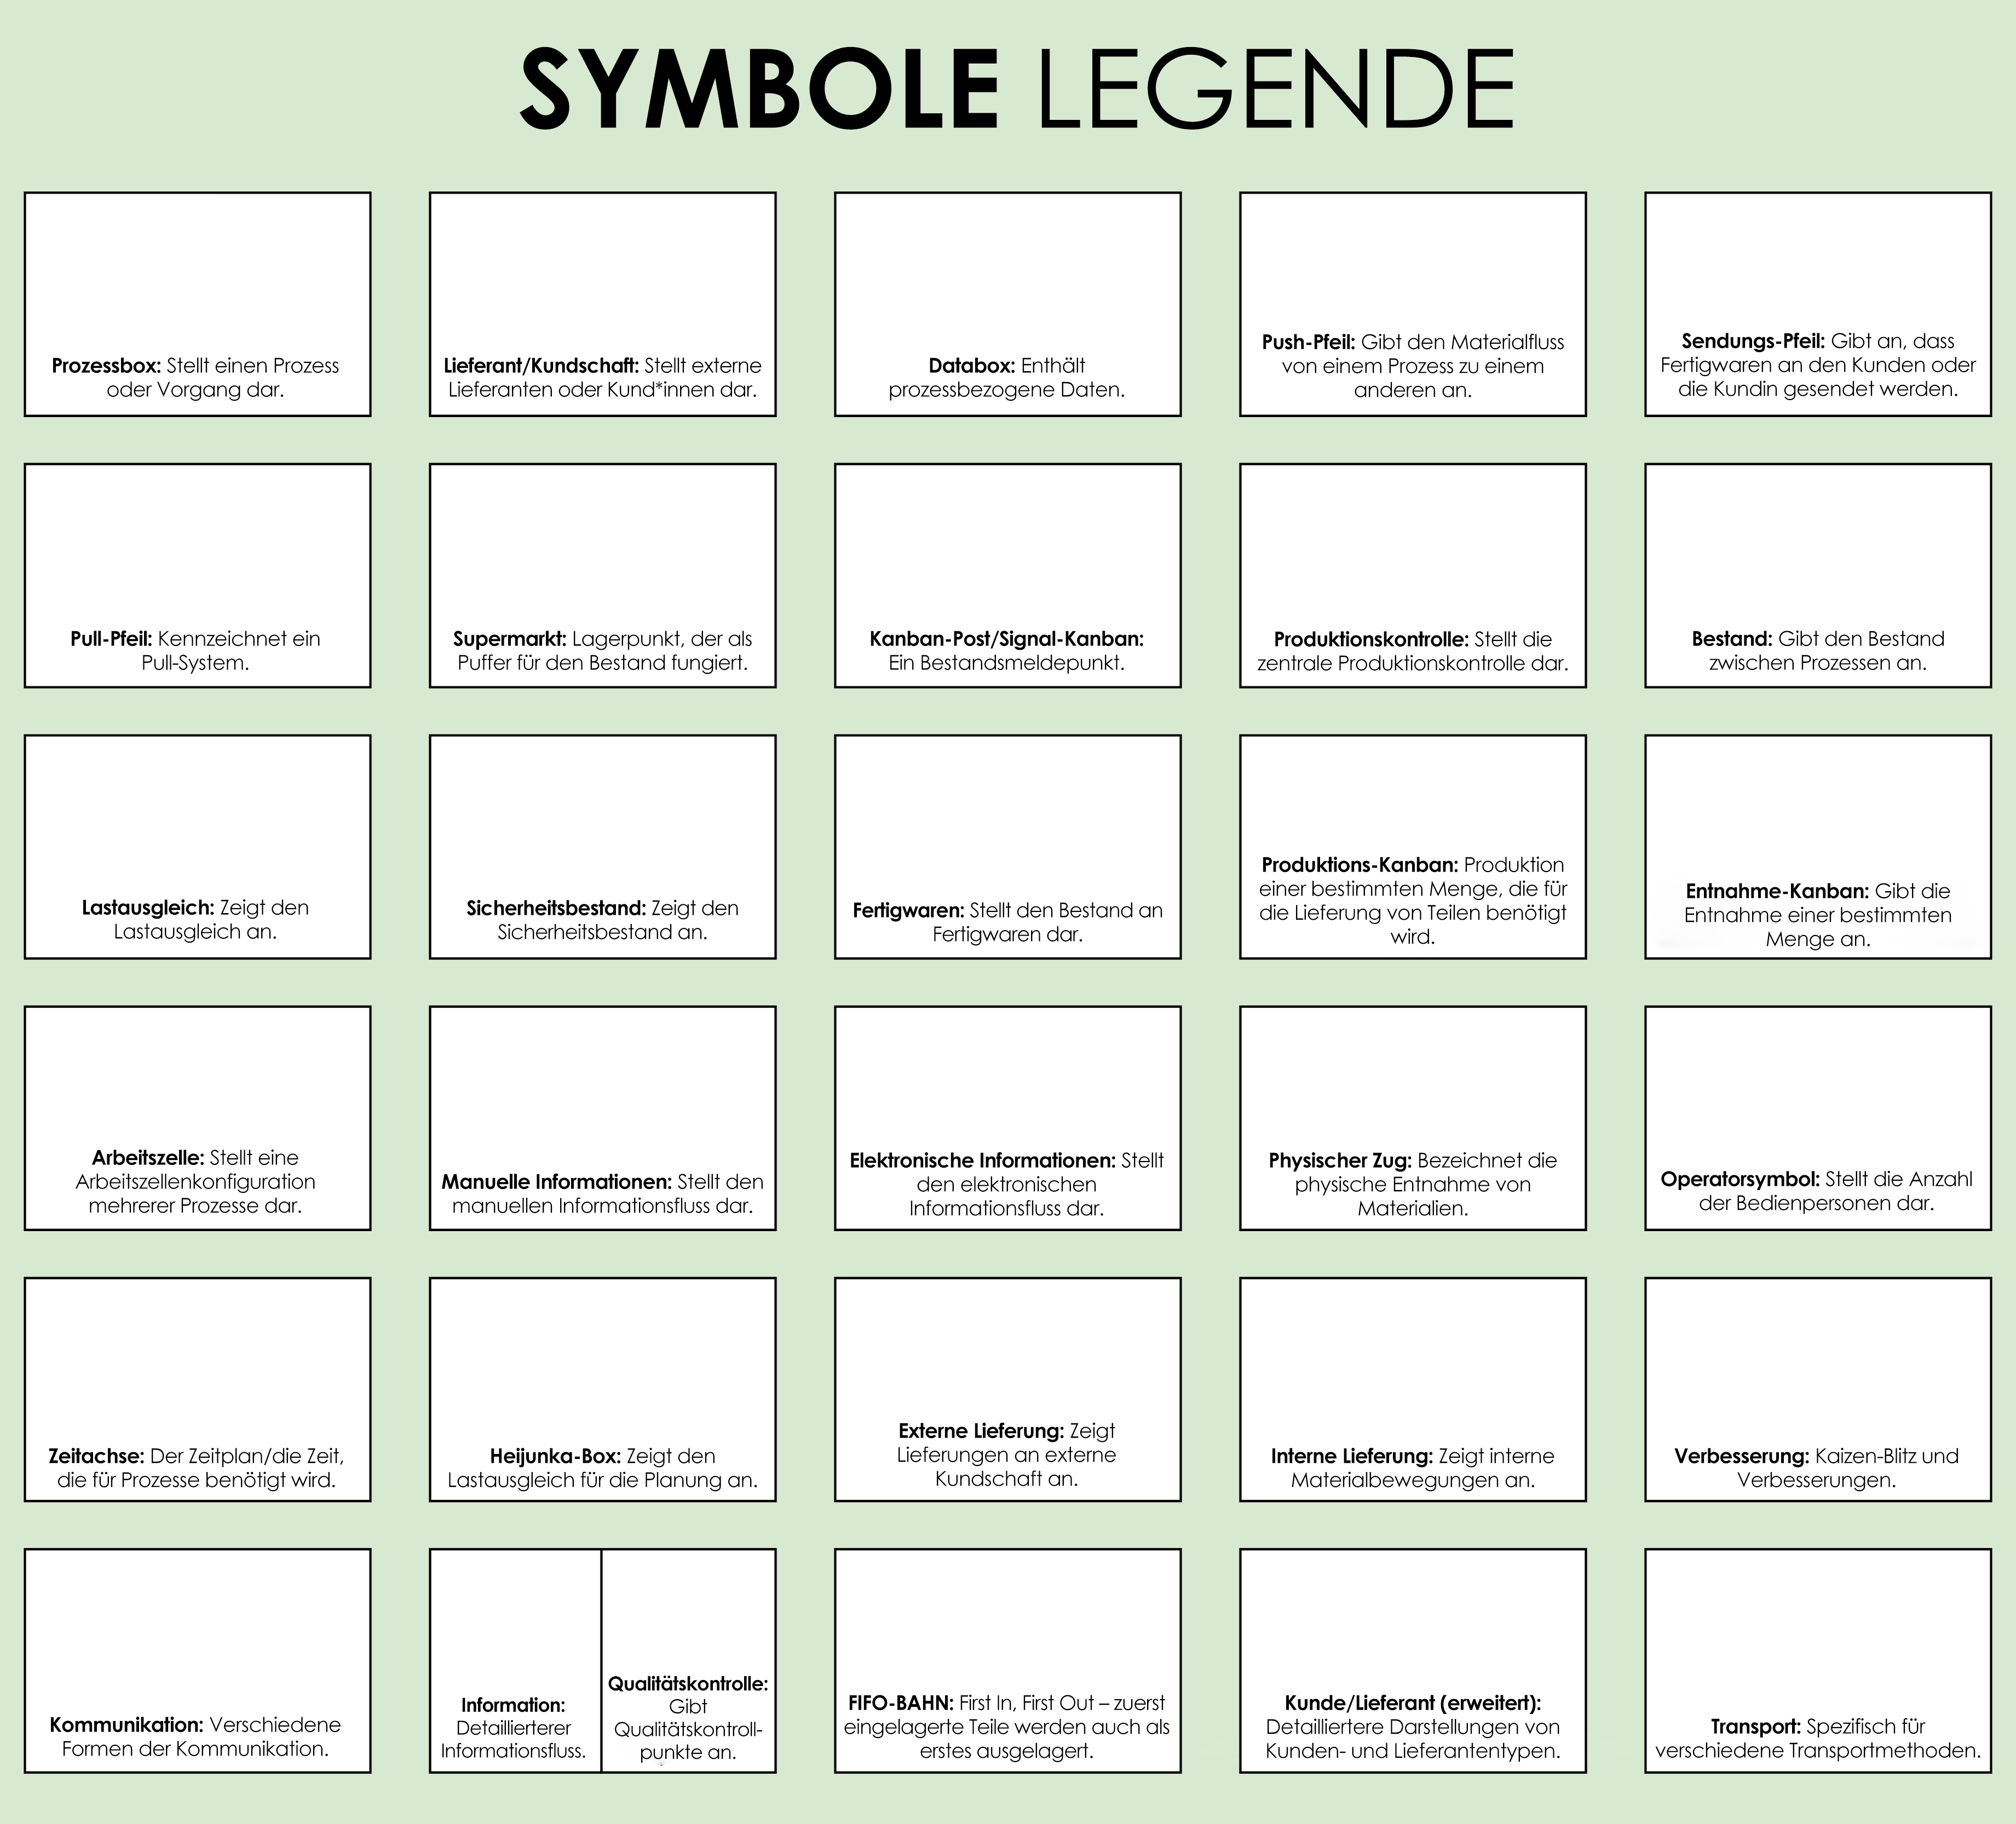 SYMBOLE LEGENDE
Prozessbox: Stellt einen Prozess
oder Vorgang dar.
Lieferant/Kundschaft: Stellt externe
Lieferanten oder Kund*innen dar.
Databox: Enthält
prozessbezogene Daten.
Push-Pfeil: Gibt den Materialfluss
von einem Prozess zu einem
anderen an.
Sendungs-Pfeil: Gibt an, dass
Fertigwaren an den Kunden oder
die Kundin gesendet werden.
Pull-Pfeil: Kennzeichnet ein
Pull-System.
Supermarkt: Lagerpunkt, der als
Puffer für den Bestand fungiert.
Kanban-Post/Signal-Kanban:
Ein Bestandsmeldepunkt.
Produktionskontrolle: Stellt die
zentrale Produktionskontrolle dar.
Bestand: Gibt den Bestand
zwischen Prozessen an.
Lastausgleich: Zeigt den
Lastausgleich an.
Sicherheitsbestand: Zeigt den
Sicherheitsbestand an.
Fertigwaren: Stellt den Bestand an
Fertigwaren dar.
Produktions-Kanban: Produktion
einer bestimmten Menge, die für
die Lieferung von Teilen benötigt
wird.
Entnahme-Kanban: Gibt die
Entnahme einer bestimmten
Menge an.
Arbeitszelle: Stellt eine
Arbeitszellenkonfiguration
mehrerer Prozesse dar.
Manuelle Informationen: Stellt den
manuellen Informationsfluss dar.
Elektronische Informationen: Stellt
den elektronischen
Informationsfluss dar.
Physischer Zug: Bezeichnet die
physische Entnahme von
Materialien.
Operatorsymbol: Stellt die Anzahl
der Bedienpersonen dar.
Zeitachse: Der Zeitplan/die Zeit,
die für Prozesse benötigt wird.
Heijunka-Box: Zeigt den
Lastausgleich für die Planung an.
Externe Lieferung: Zeigt
Lieferungen an externe
Kundschaft an.
Interne Lieferung: Zeigt interne
Materialbewegungen an.
Verbesserung: Kaizen-Blitz und
Verbesserungen.
Kommunikation: Verschiedene
Formen der Kommunikation.
Information:
Detaillierterer
Informationsfluss.
Qualitätskontrolle:
Gibt
Qualitätskontroll-
punkte an.
FIFO-BAHN: First In, First Out – zuerst
eingelagerte Teile werden auch als
erstes ausgelagert.
Kunde/Lieferant (erweitert):
Detailliertere Darstellungen von
Kunden- und Lieferantentypen.
Transport: Spezifisch für
verschiedene Transportmethoden.